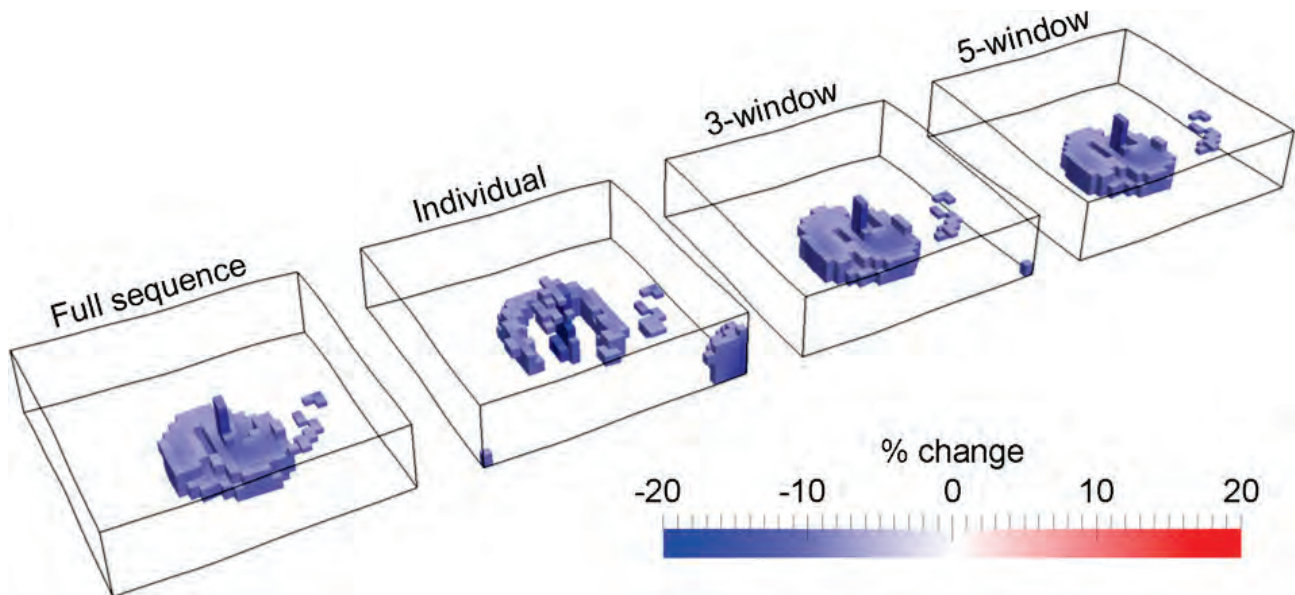 5-window
3-window
Individual
Full sequence
% change
-20 -10 0 10 20